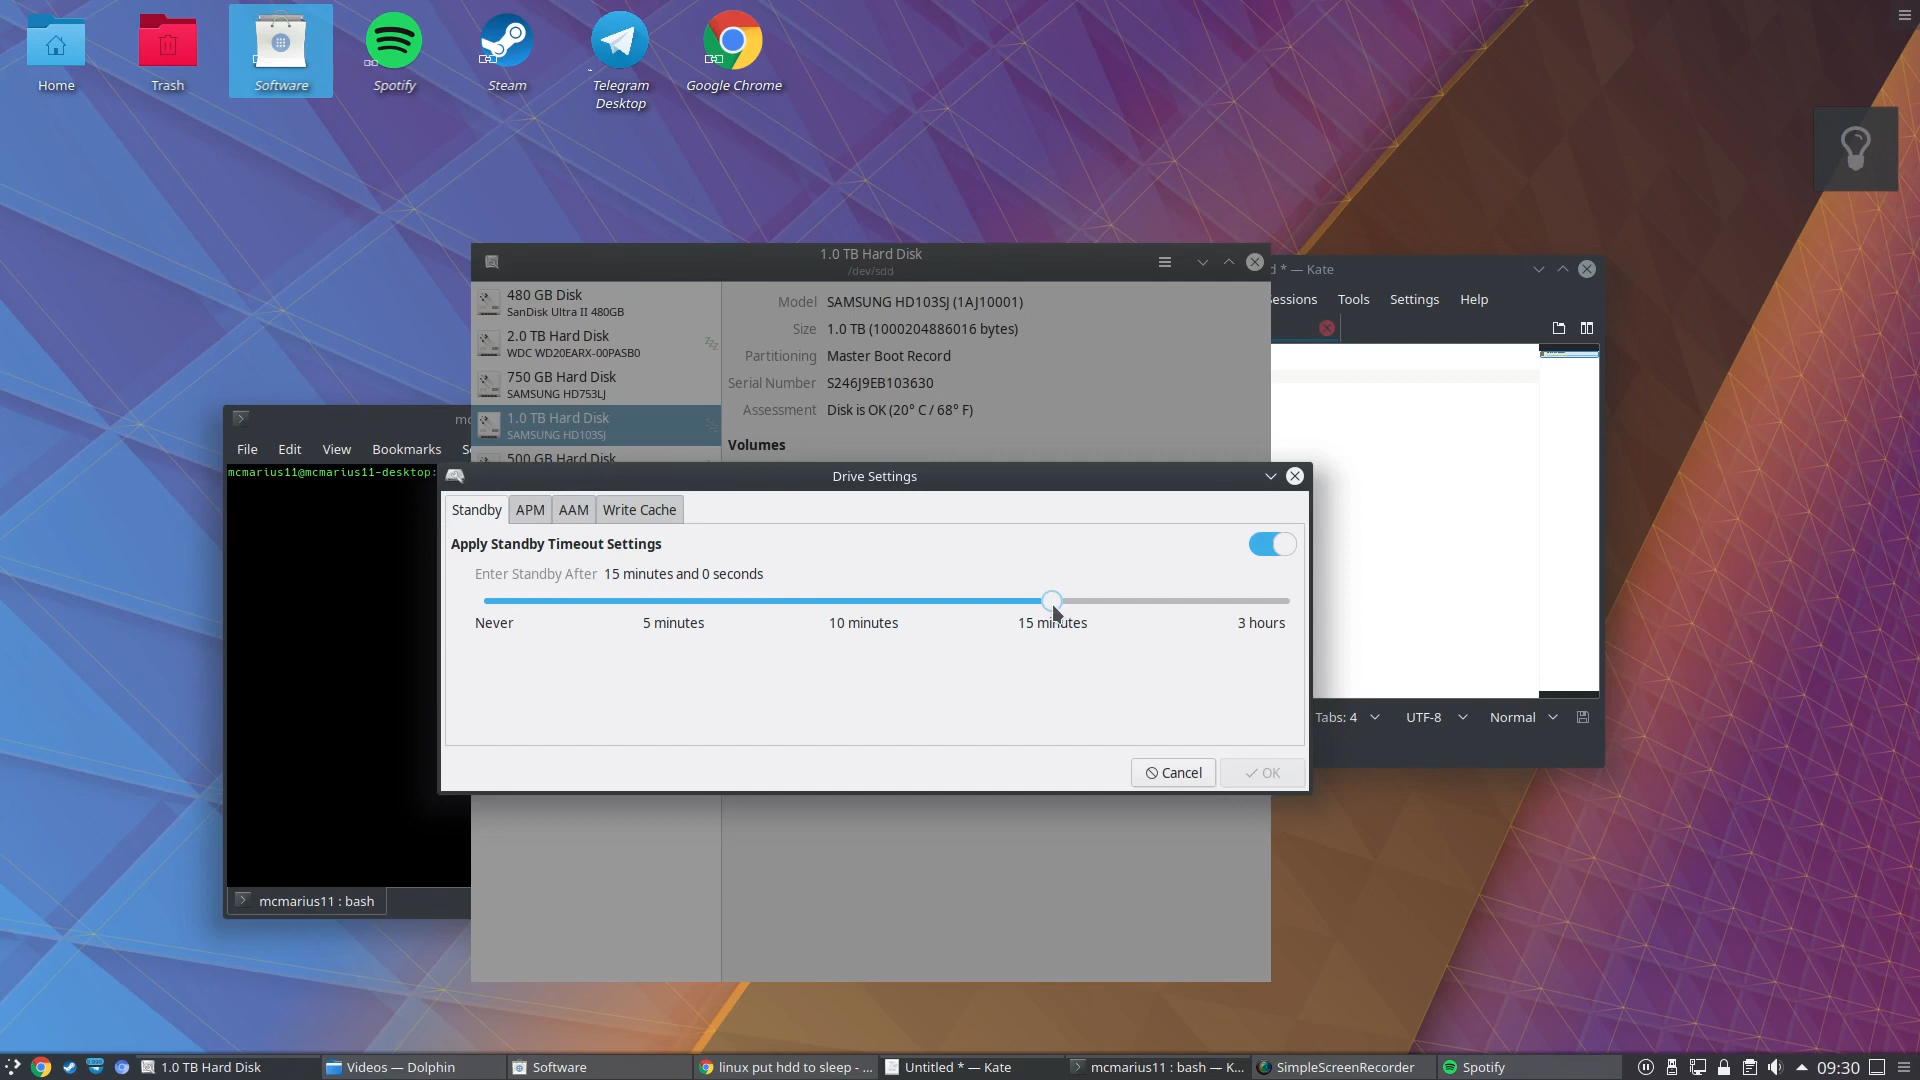 Home
Trash
Software
Spotify
Steam
Telegram
Desktop
Google Chrome
1.0 TB Hard Disk
/dev/sdd
480 GB Disk
SanDisk Ultra II 480GB
2.0 TB Hard Disk
WDC WD20EARX-00PASB0
750 GB Hard Disk
SAMSUNG HD753LJ
1.0 TB Hard Disk
SAMSUNG HD103SJ
500 GB Hard Disk
Model SAMSUNG HD103SJ (1AJ10001)
Size 1.0 TB (1000204886016 bytes)
Partitioning Master Boot Record
Serial Number S246J9EB103630
Assessment Disk is OK (20° C / 68° F)
Volumes
d * — Kate
essions Tools Settings Help
Tabs: 4 UTF-8 Normal
mc
File Edit View Bookmarks S
mcmarius11@mcmarius11-desktop:
mcmarius11 : bash
Drive Settings
Standby APM AAM Write Cache
Apply Standby Timeout Settings
Enter Standby After 15 minutes and 0 seconds
Never 5 minutes 10 minutes 15 minutes 3 hours
Cancel OK
1.0 TB Hard Disk Videos — Dolphin Software linux put hdd to sleep - ... Untitled * — Kate mcmarius11 : bash — K... SimpleScreenRecorder Spotify 09:30